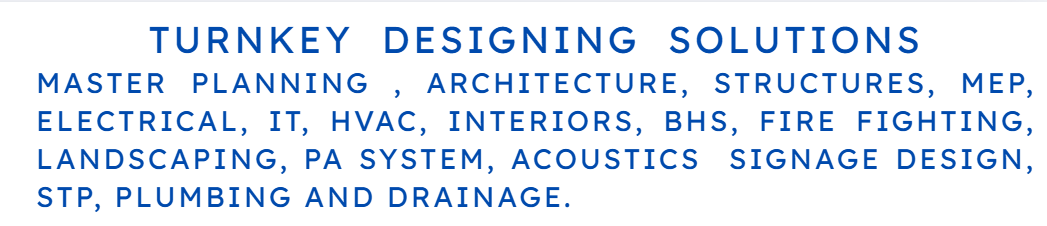 TURNKEY DESIGNING SOLUTIONS
MASTER PLANNING , ARCHITECTURE, STRUCTURES, MEP,
ELECTRICAL, IT, HVAC, INTERIORS, BHS, FIRE FIGHTING,
LANDSCAPING, PA SYSTEM, ACOUSTICS SIGNAGE DESIGN,
STP, PLUMBING AND DRAINAGE.